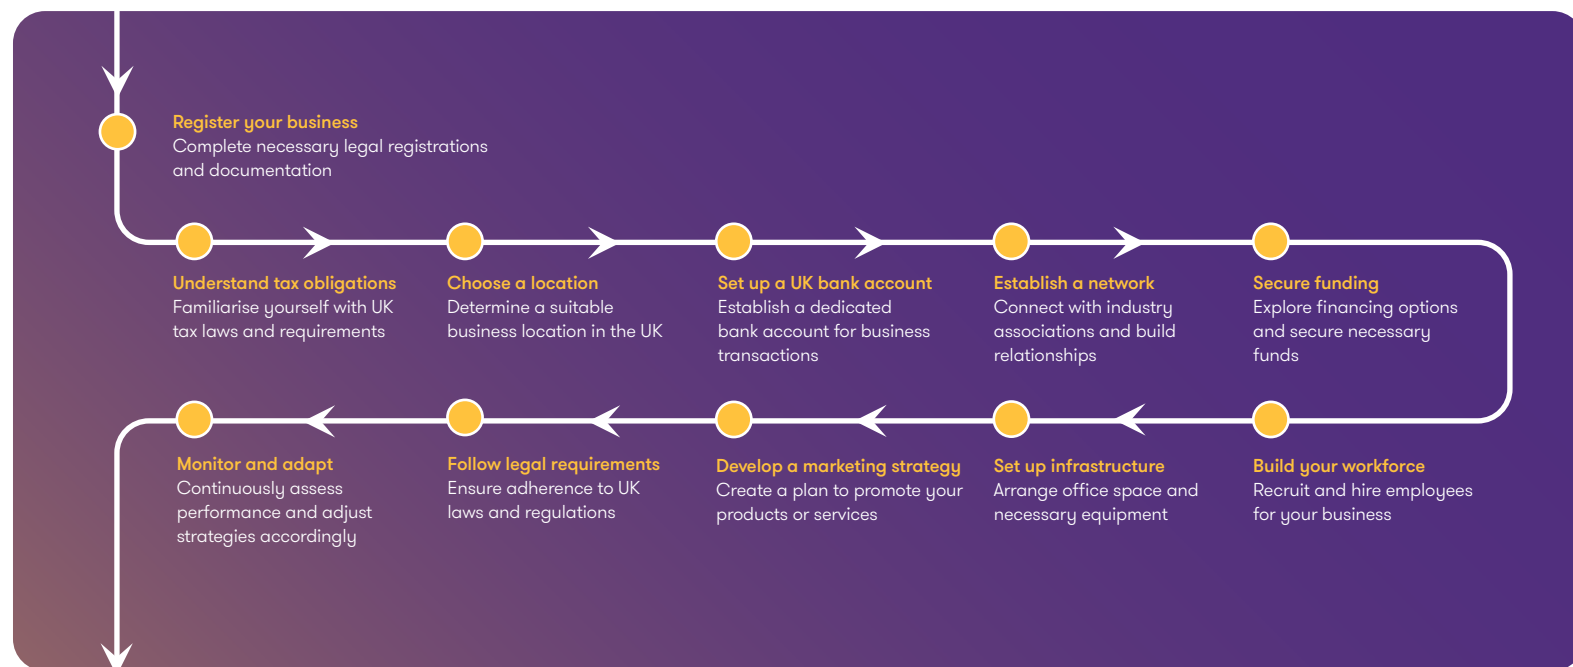 Register your business
Complete necessary legal registrations
and documentation
Understand tax obligations
Familiarise yourself with UK
tax laws and requirements
Choose a location
Determine a suitable
business location in the UK
Set up a UK bank account
Establish a dedicated
bank account for business
transactions
Establish a network
Connect with industry
associations and build
relationships
Secure funding
Explore financing options
and secure necessary
funds
Build your workforce
Recruit and hire employees
for your business
Set up infrastructure
Arrange office space and
necessary equipment
Develop a marketing strategy
Create a plan to promote your
products or services
Follow legal requirements
Ensure adherence to UK
laws and regulations
Monitor and adapt
Continuously assess
performance and adjust
strategies accordingly